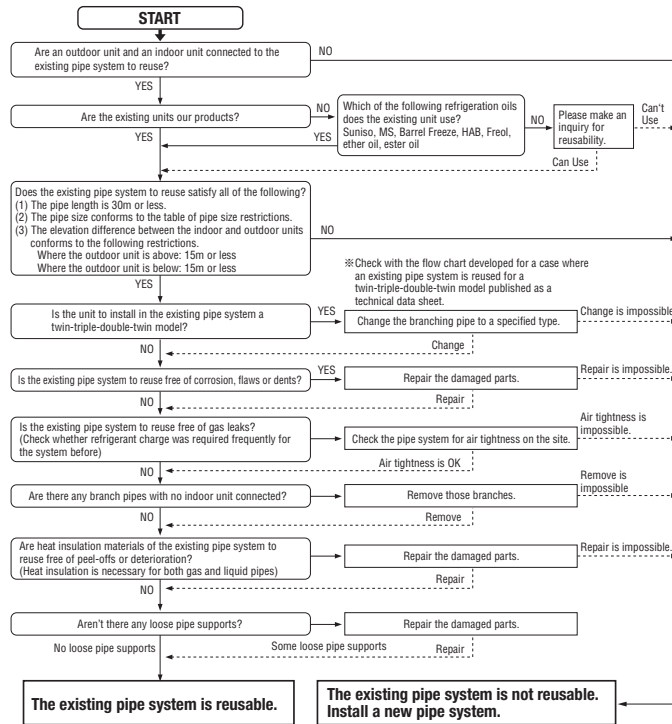 START
Are an outdoor unit and an indoor unit connected to the
existing pipe system to reuse?
NO
YES
Are the existing units our products?
NO
Which of the following refrigeration oils
does the existing unit use?
Suniso, MS, Barrel Freeze, HAB, Freol,
ether oil, ester oil
NO
Please make an
inquiry for
reusability.
Can't
Use
YES
YES
Can Use
Does the existing pipe system to reuse satisfy all of the following?
(1) The pipe length is 30m or less.
(2) The pipe size conforms to the table of pipe size restrictions.
(3) The elevation difference between the indoor and outdoor units
conforms to the following restrictions.
Where the outdoor unit is above: 15m or less
Where the outdoor unit is below: 15m or less
NO
YES
※Check with the flow chart developed for a case where
an existing pipe system is reused for a
twin-triple-double-twin model published as a
technical data sheet.
Is the unit to install in the existing pipe system a
twin-triple-double-twin model?
YES
Change the branching pipe to a specified type.
Change is impossible.
NO
Change
Is the existing pipe system to reuse free of corrosion, flaws or dents?
YES
Repair the damaged parts.
Repair is impossible.
NO
Repair
Is the existing pipe system to reuse free of gas leaks?
(Check whether refrigerant charge was required frequently for
the system before)
Check the pipe system for air tightness on the site.
Air tightness is
impossible.
NO
Air tightness is OK
Are there any branch pipes with no indoor unit connected?
Remove those branches.
Remove is
impossible
NO
Remove
Are heat insulation materials of the existing pipe system to
reuse free of peel-offs or deterioration?
(Heat insulation is necessary for both gas and liquid pipes)
Repair the damaged parts.
Repair is impossible.
NO
Repair
Aren't there any loose pipe supports?
Repair the damaged parts.
No loose pipe supports
Some loose pipe supports
Repair
The existing pipe system is reusable.
The existing pipe system is not reusable.
Install a new pipe system.